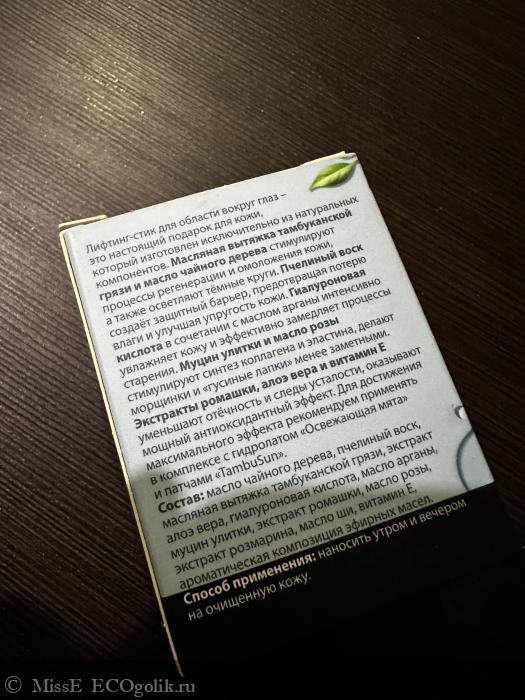 Лифтинг-стик для области вокруг глаз –
это настоящий подарок для кожи,
который изготовлен исключительно из натуральных
компонентов. Масляная вытяжка тамбуканской
грязи и масло чайного дерева стимулируют
процессы регенерации и омоложения кожи,
а также осветляют тёмные круги. Пчелиный воск
создаёт защитный барьер, предотвращая потерю
влаги и улучшая упругость кожи. Гиалуроновая
кислота в сочетании с маслом арганы интенсивно
увлажняет кожу и эффективно замедляет процессы
старения. Муцин улитки и масло розы
стимулируют синтез коллагена и эластина, делают
морщинки и «гусиные лапки» менее заметными.
Экстракты ромашки, алоэ вера и витамин Е
уменьшают отёчность и следы усталости, оказывают
мощный антиоксидантный эффект. Для достижения
максимального эффекта рекомендуем применять
в комплексе с гидролатом «Освежающая мята»
и патчами «TambuSun».
Состав: масло чайного дерева, пчелиный воск,
масляная вытяжка тамбуканской грязи, экстракт
алоэ вера, гиалуроновая кислота, масло арганы,
муцин улитки, экстракт ромашки, масло розы,
экстракт розмарина, масло ши, витамин Е,
ароматическая композиция эфирных масел.
Способ применения: наносить утром и вечером
на очищенную кожу.
© MissE ECOgolik.ru